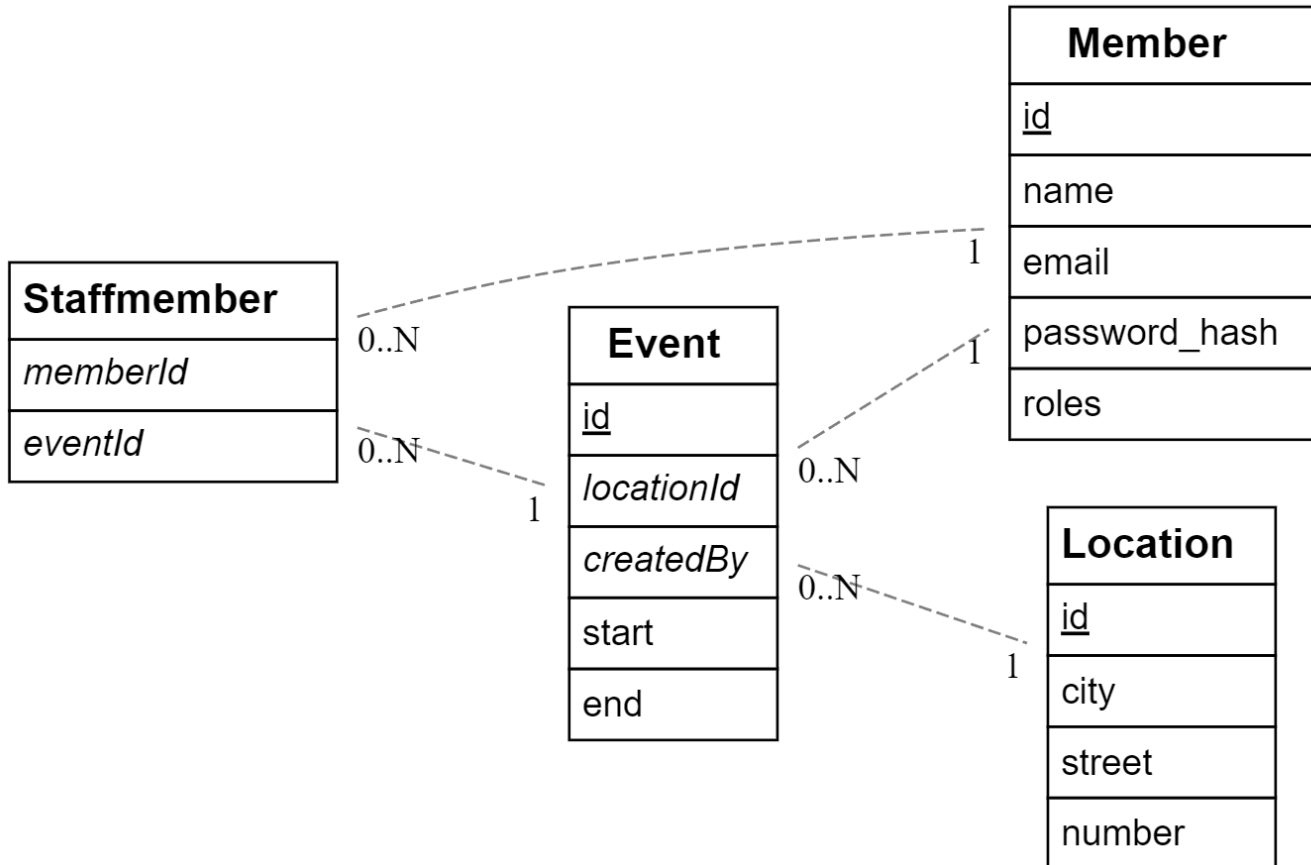 Member
id
name
email
password_hash
roles
1
1
Staffmember
memberId
eventId
0..N
0..N
Event
id
locationId
createdBy
start
end
1
0..N
0..N
Location
id
city
street
number
1